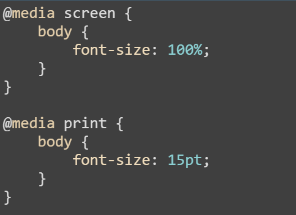 @media screen {
    body {
        font-size: 100%;
    }
}

@media print {
    body {
        font-size: 15pt;
    }
}